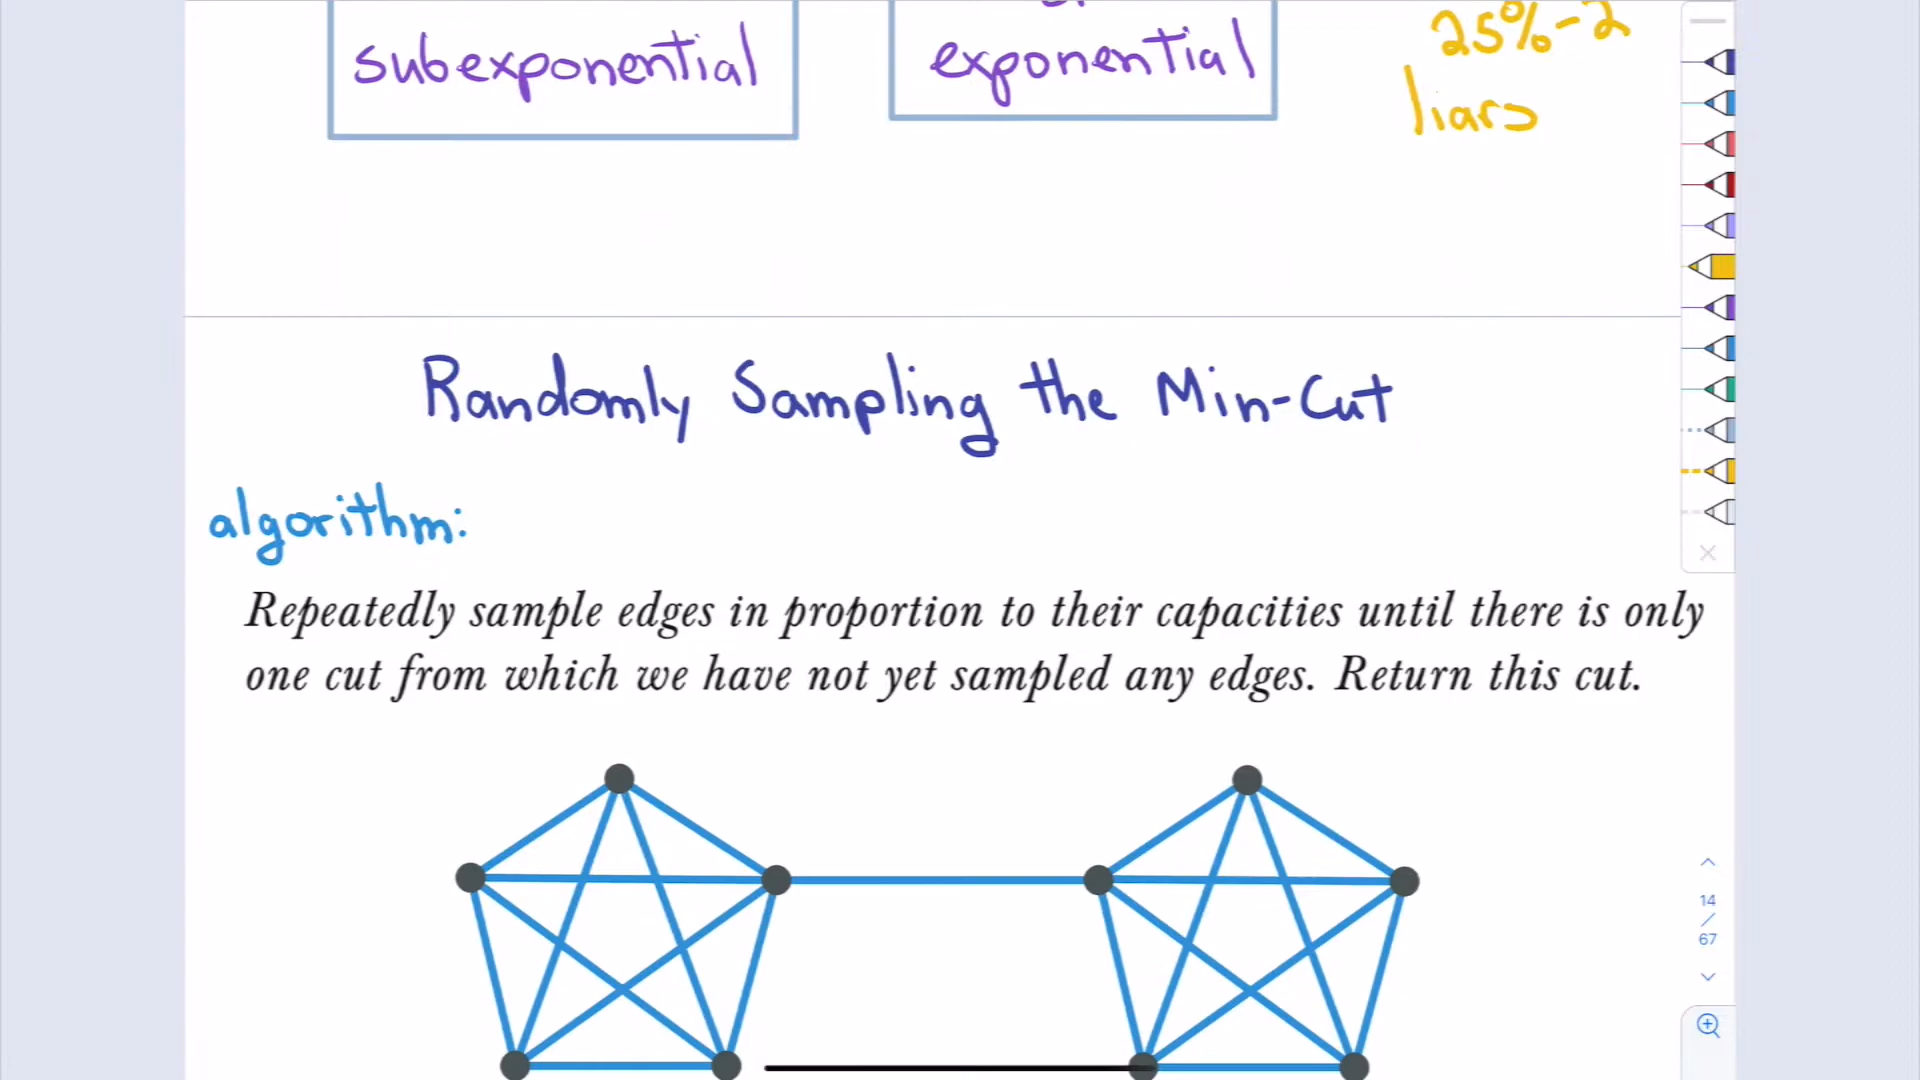 subexponential
exponential
25%-2
liars
Randomly Sampling the Min-Cut
algorithm:
Repeatedly sample edges in proportion to their capacities until there is only
one cut from which we have not yet sampled any edges. Return this cut.
14
/
67